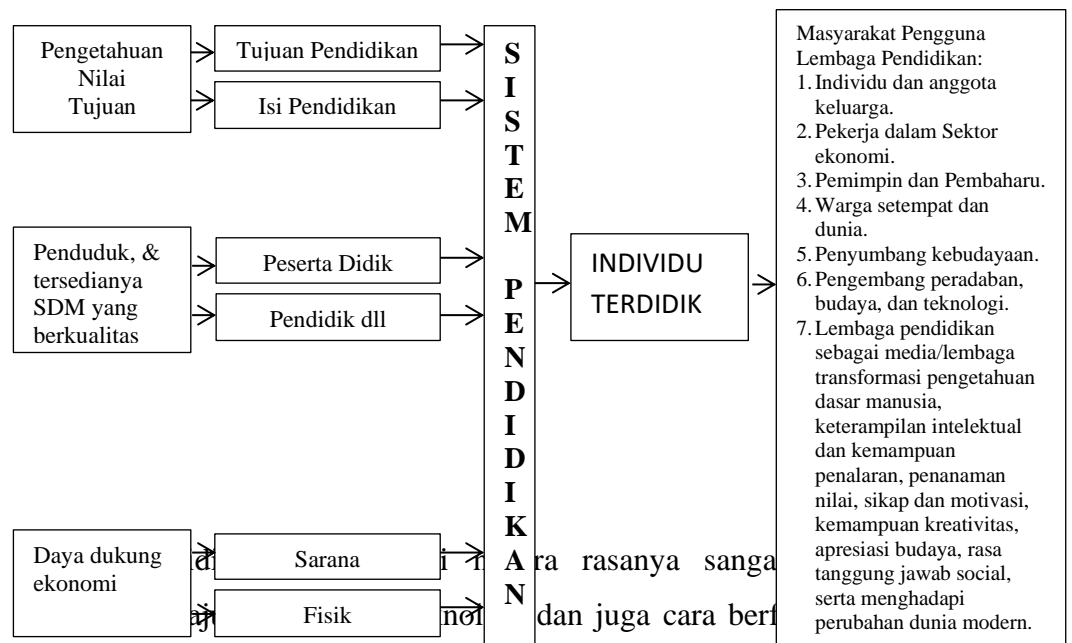 Pengetahuan
Nilai
Tujuan
Tujuan Pendidikan
Isi Pendidikan
Penduduk, &
tersedianya
SDM yang
berkualitas
Peserta Didik
Pendidik dll
Daya dukung
ekonomi
Sarana
Fisik
SISTEM PENDIDIKAN
INDIVIDU
TERDIDIK
Masyarakat Pengguna
Lembaga Pendidikan:
1. Individu dan anggota
keluarga.
2. Pekerja dalam Sektor
ekonomi.
3. Pemimpin dan Pembaharu.
4. Warga setempat dan
dunia.
5. Penyumbang kebudayaan.
6. Pengembang peradaban,
budaya, dan teknologi.
7. Lembaga pendidikan
sebagai media/lembaga
transformasi pengetahuan
dasar manusia,
keterampilan intelektual
dan kemampuan
penalaran, penanaman
nilai, sikap dan motivasi,
kemampuan kreativitas,
apresiasi budaya, rasa
tanggung jawab social,
serta menghadapi
perubahan dunia modern.
rasanya
dan juga cara